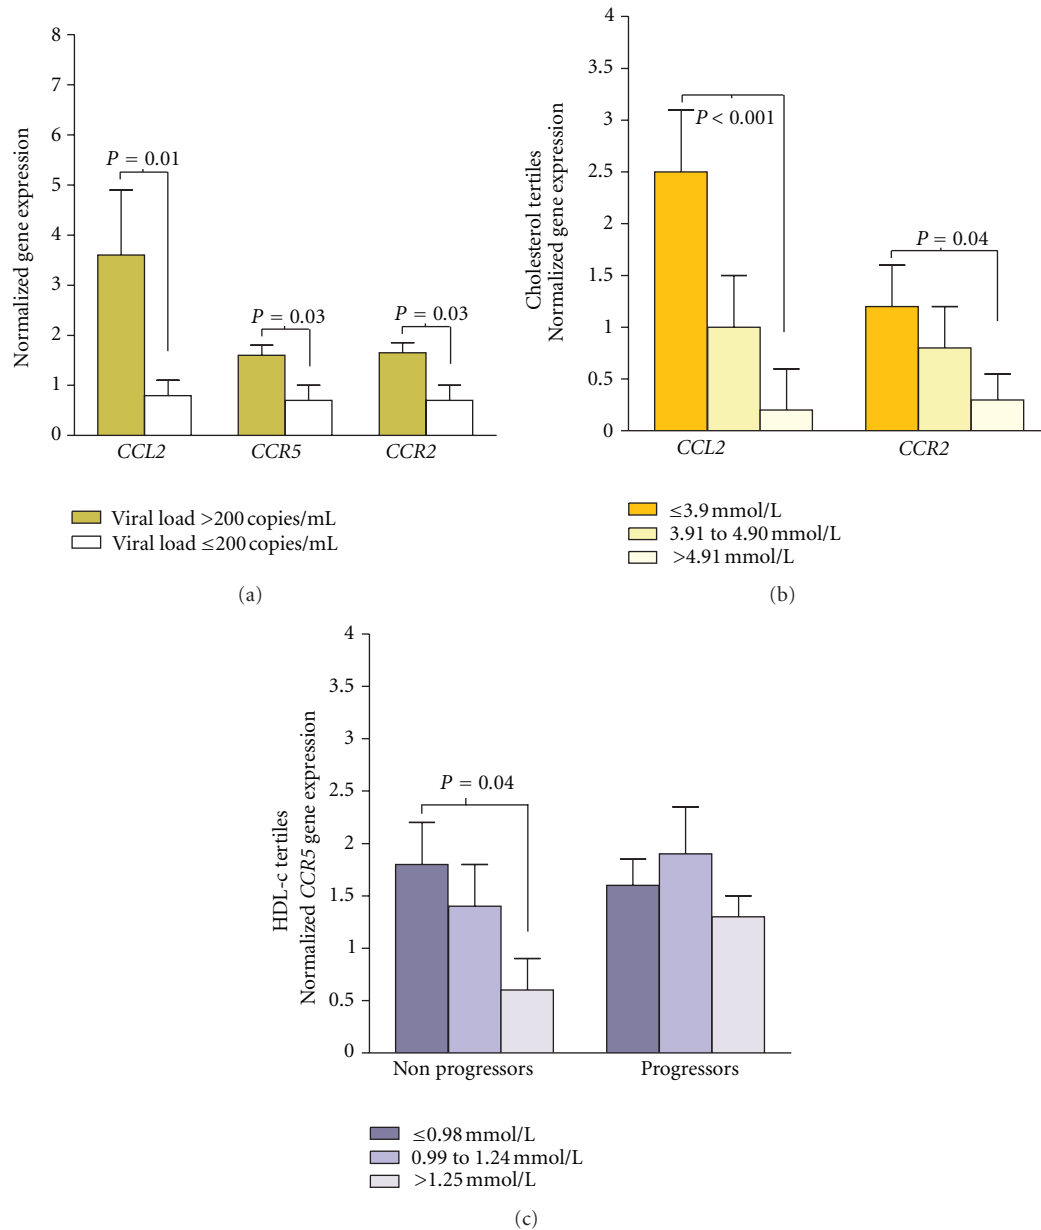 8
7
6
5
4
3
2
1
0
Normalized gene expression
P = 0.01
P = 0.03
P = 0.03
CCL2
CCR5
CCR2
Viral load >200 copies/mL
Viral load ≤200 copies/mL
(a)
4
3.5
3
2.5
2
1.5
1
0.5
0
Cholesterol tertiles
Normalized gene expression
P < 0.001
P = 0.04
CCL2
CCR2
≤3.9 mmol/L
3.91 to 4.90 mmol/L
>4.91 mmol/L
(b)
4
3.5
3
2.5
2
1.5
1
0.5
0
HDL-c tertiles
Normalized CCR5 gene expression
P = 0.04
Non progressors
Progressors
≤0.98 mmol/L
0.99 to 1.24 mmol/L
>1.25 mmol/L
(c)